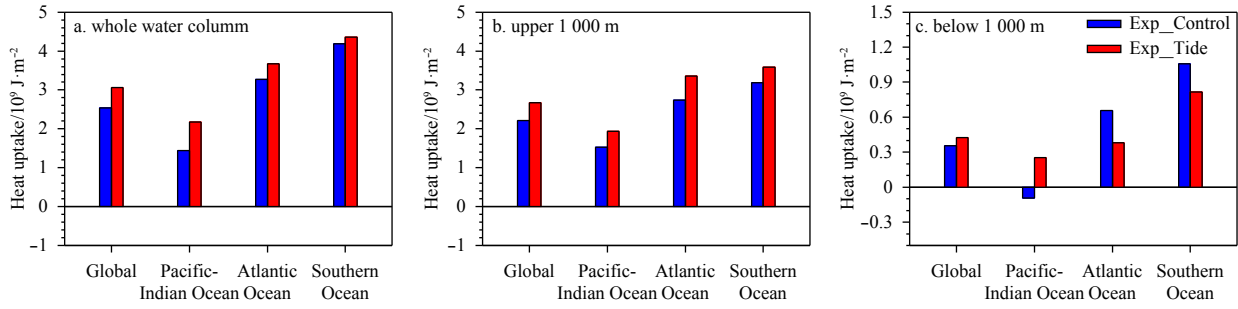 a. whole water columm
Heat uptake/10⁹ J·m⁻²
5
4
3
2
1
0
−1
Global
Pacific-
Indian Ocean
Atlantic
Ocean
Southern
Ocean
b. upper 1 000 m
Heat uptake/10⁹ J·m⁻²
5
4
3
2
1
0
−1
Global
Pacific-
Indian Ocean
Atlantic
Ocean
Southern
Ocean
c. below 1 000 m
Exp__Control
Exp__Tide
Heat uptake/10⁹ J·m⁻²
1.5
1.2
0.9
0.6
0.3
0
−0.3
Global
Pacific-
Indian Ocean
Atlantic
Ocean
Southern
Ocean